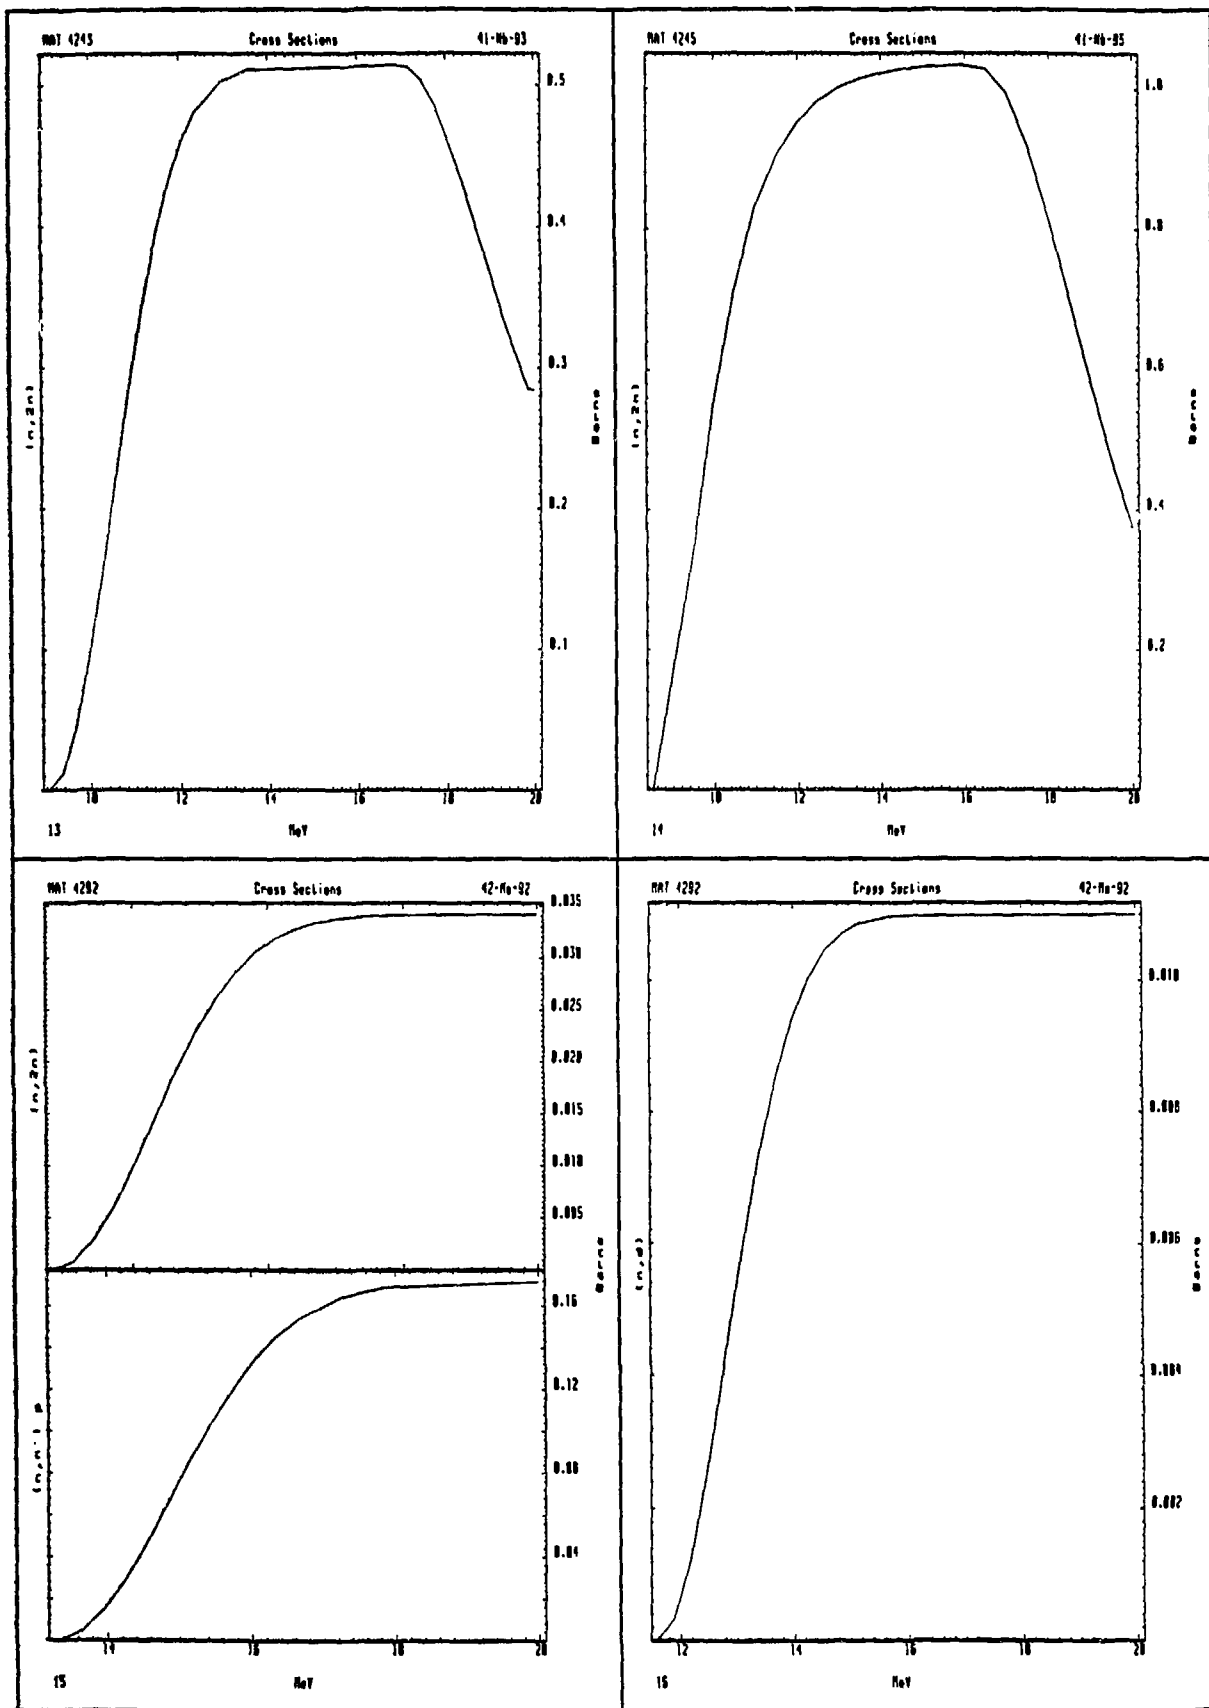 MAT 4243 Cross Sections 41-Nb-93
0.5
0.4
0.3
0.2
0.1
(n,2n)
Barns
10 12 14 16 18 20
13 MeV
MAT 4245 Cross Sections 41-Nb-95
1.0
0.8
0.6
0.4
0.2
(n,2n)
Barns
10 12 14 16 18 20
14 MeV
MAT 4292 Cross Sections 42-Mo-92
0.035
0.030
0.025
0.020
0.015
0.010
0.005
(n,2n)
Barns
0.16
0.12
0.08
0.04
(n,n') p
14 16 18 20
15 MeV
MAT 4292 Cross Sections 42-Mo-92
0.010
0.008
0.006
0.004
0.002
(n,d)
Barns
12 14 16 18 20
16 MeV